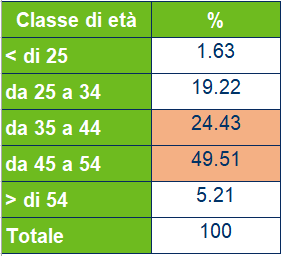 Classe di età %
< di 25 1.63
da 25 a 34 19.22
da 35 a 44 24.43
da 45 a 54 49.51
> di 54 5.21
Totale 100